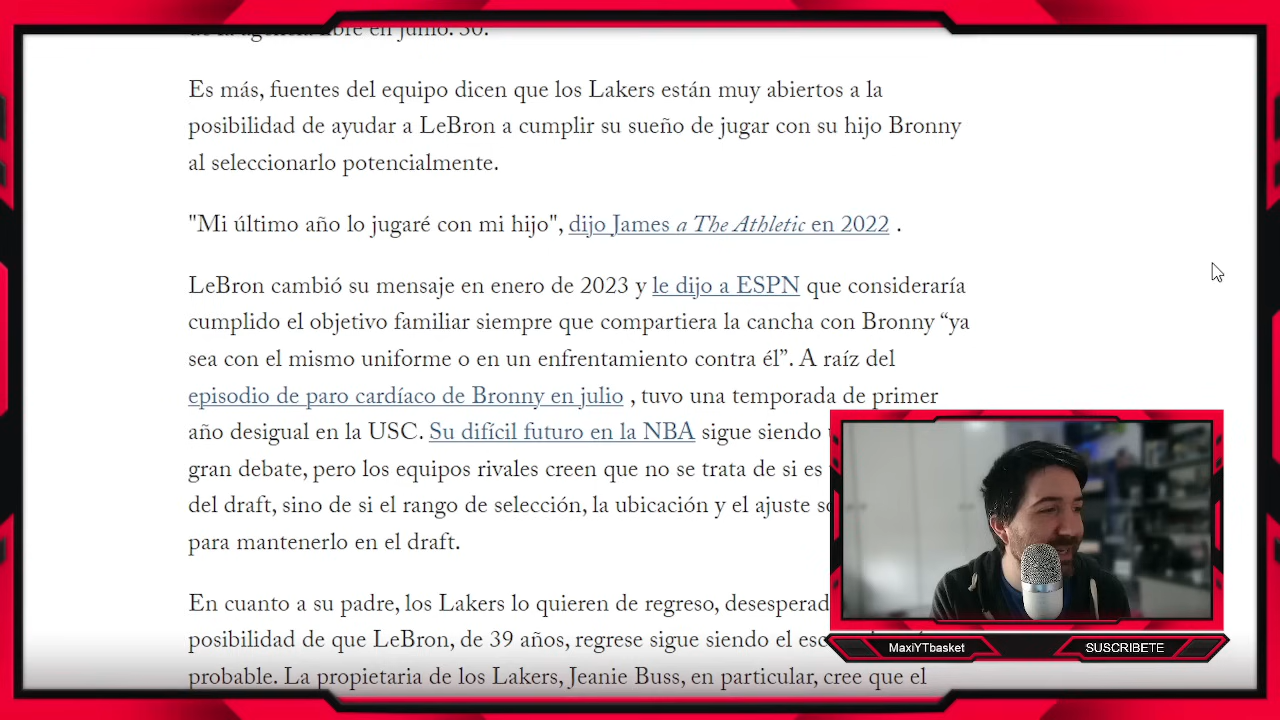 de la agencia libre en junio. 30.
Es más, fuentes del equipo dicen que los Lakers están muy abiertos a la
posibilidad de ayudar a LeBron a cumplir su sueño de jugar con su hijo Bronny
al seleccionarlo potencialmente.
"Mi último año lo jugaré con mi hijo", dijo James a The Athletic en 2022 .
LeBron cambió su mensaje en enero de 2023 y le dijo a ESPN que consideraría
cumplido el objetivo familiar siempre que compartiera la cancha con Bronny “ya
sea con el mismo uniforme o en un enfrentamiento contra él”. A raíz del
episodio de paro cardíaco de Bronny en julio , tuvo una temporada de primer
año desigual en la USC. Su difícil futuro en la NBA sigue siendo
gran debate, pero los equipos rivales creen que no se trata de si es
del draft, sino de si el rango de selección, la ubicación y el ajuste
para mantenerlo en el draft.
En cuanto a su padre, los Lakers lo quieren de regreso,
posibilidad de que LeBron, de 39 años, regrese sigue siendo el
probable. La propietaria de los Lakers, Jeanie Buss, en particular, cree que el
MaxiYTbasket
SUSCRIBETE